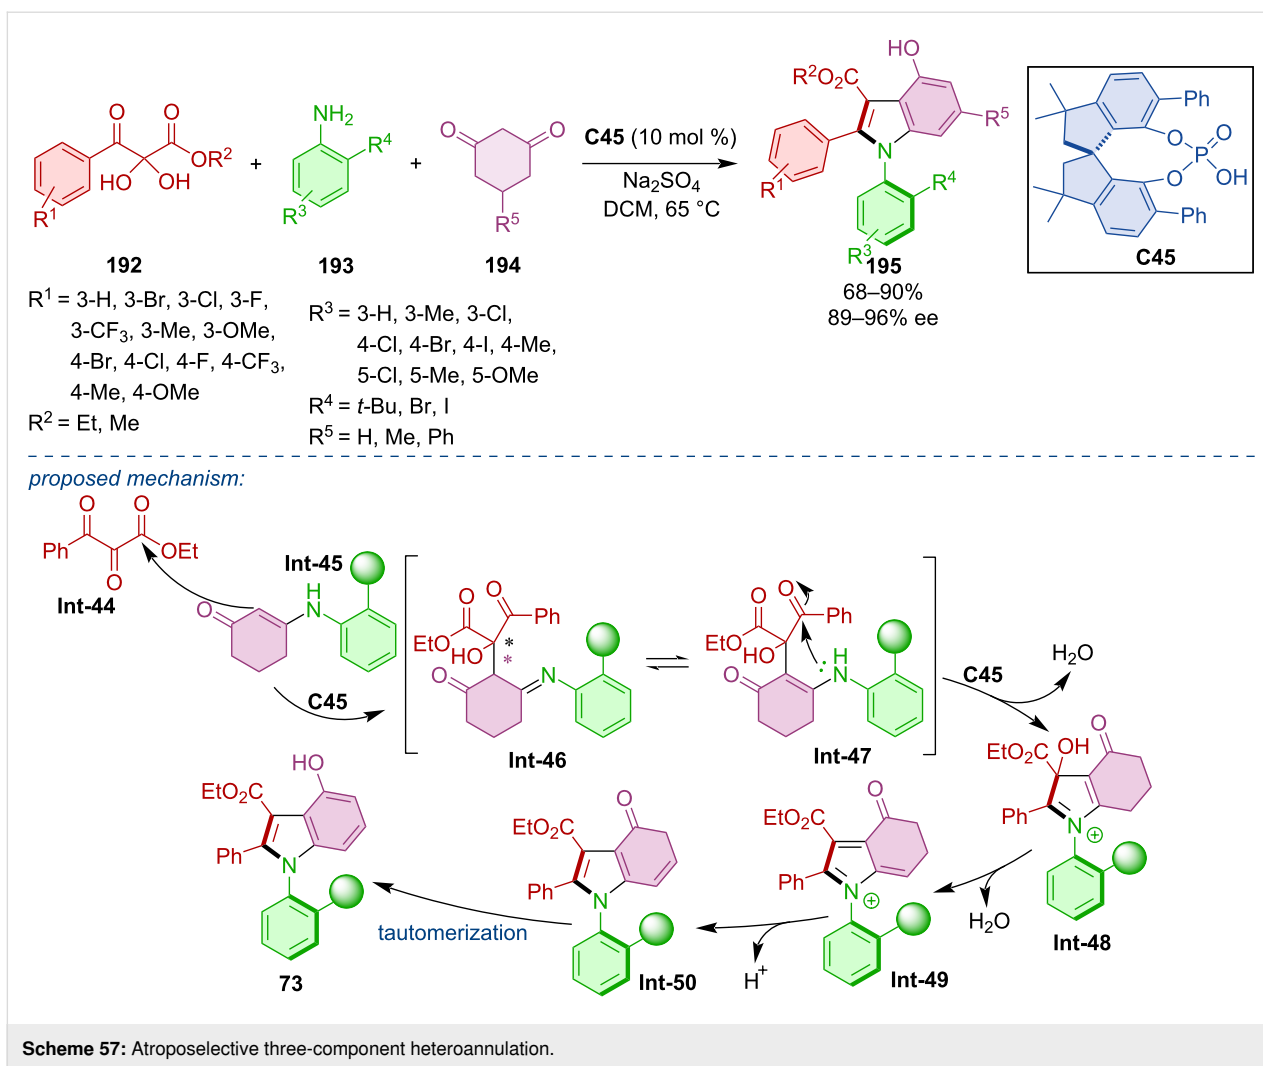 O O
OR²
HO OH
R¹
+
NH₂
R⁴
R³
+
O O
R⁵
C45 (10 mol %)
Na₂SO₄
DCM, 65 °C
HO
R²O₂C
R⁵
N
R¹
R⁴
R³
Ph
O
O
P
O
OH
Ph
C45
192
193
194
195
68–90%
89–96% ee
R¹ = 3-H, 3-Br, 3-Cl, 3-F,
3-CF₃, 3-Me, 3-OMe,
4-Br, 4-Cl, 4-F, 4-CF₃,
4-Me, 4-OMe
R² = Et, Me
R³ = 3-H, 3-Me, 3-Cl,
4-Cl, 4-Br, 4-I, 4-Me,
5-Cl, 5-Me, 5-OMe
R⁴ = t-Bu, Br, I
R⁵ = H, Me, Ph
proposed mechanism:
O O
Ph OEt
O
Int-44
Int-45
O
H
N
C45
O O
Ph
EtO
HO * *
O
N
Int-46
O O
Ph
EtO
HO
O
H
N
:
Int-47
C45
H₂O
EtO₂C OH O
Ph
N
⊕
Int-48
H₂O
O
EtO₂C
Ph
N
⊕
Int-49
H⁺
O
EtO₂C
Ph
N
Int-50
tautomerization
HO
EtO₂C
Ph
N
73
Scheme 57: Atroposelective three-component heteroannulation.